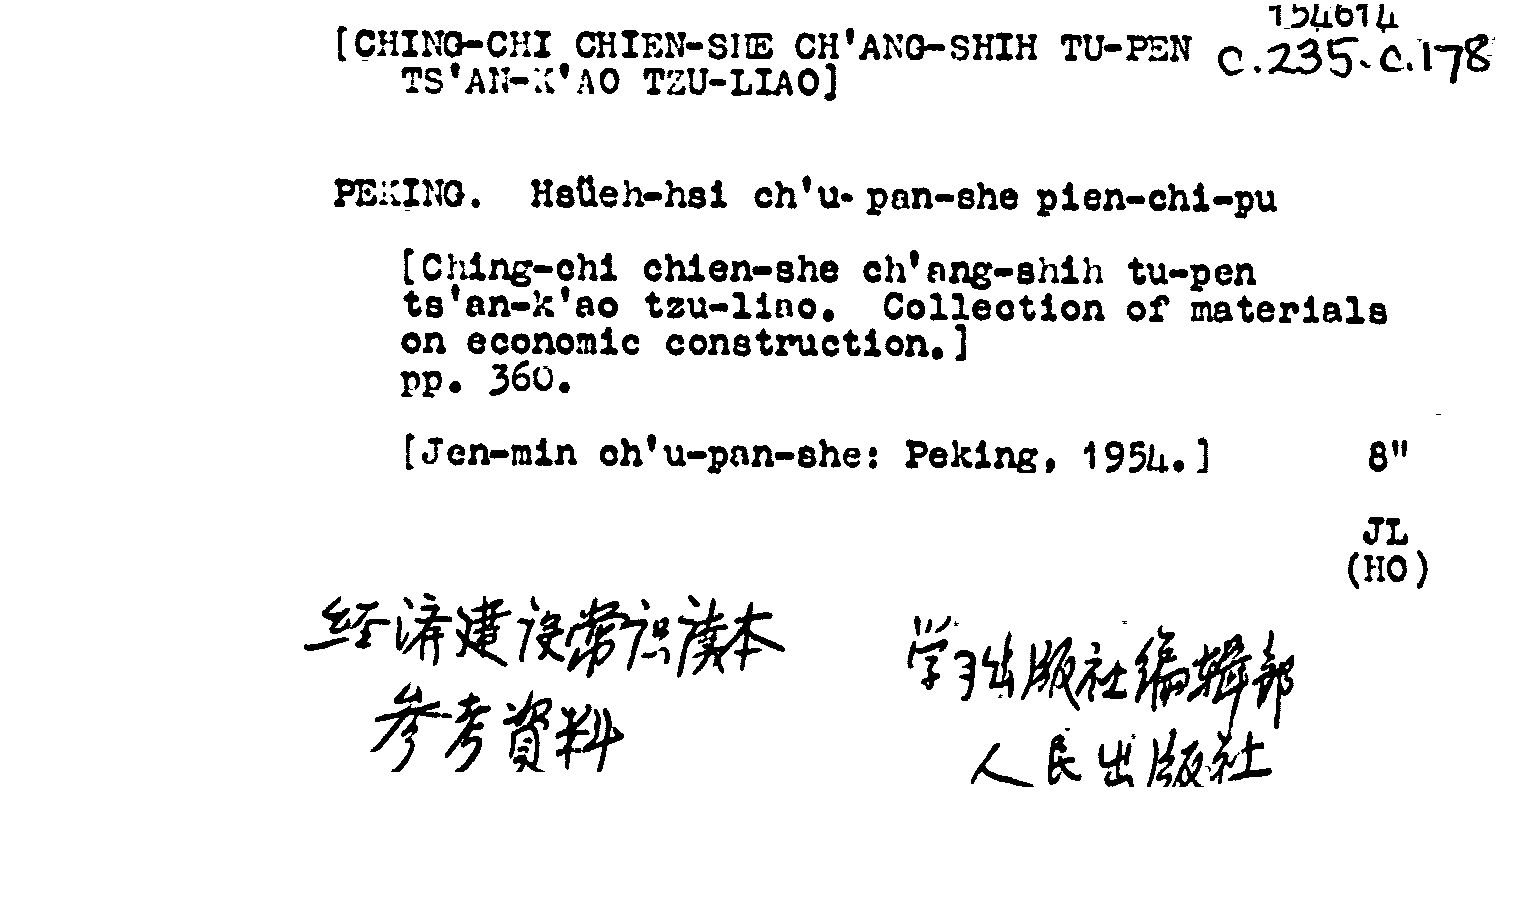 154614
[CHING-CHI CHIEN-SHE CH'ANG-SHIH TU-PEN c.235.c.178
TS'AN-K'AO TZU-LIAO]
PEKING. Hsüeh-hsi ch'u-pan-she pien-chi-pu
[Ching-chi chien-she ch'ang-shih tu-pen
ts'an-k'ao tzu-liao. Collection of materials
on economic construction.]
pp. 360.
[Jen-min ch'u-pan-she: Peking, 1954.] 8"
JL
(HO)
经济建设常识读本
参考資料
学习出版社编辑部
人民出版社